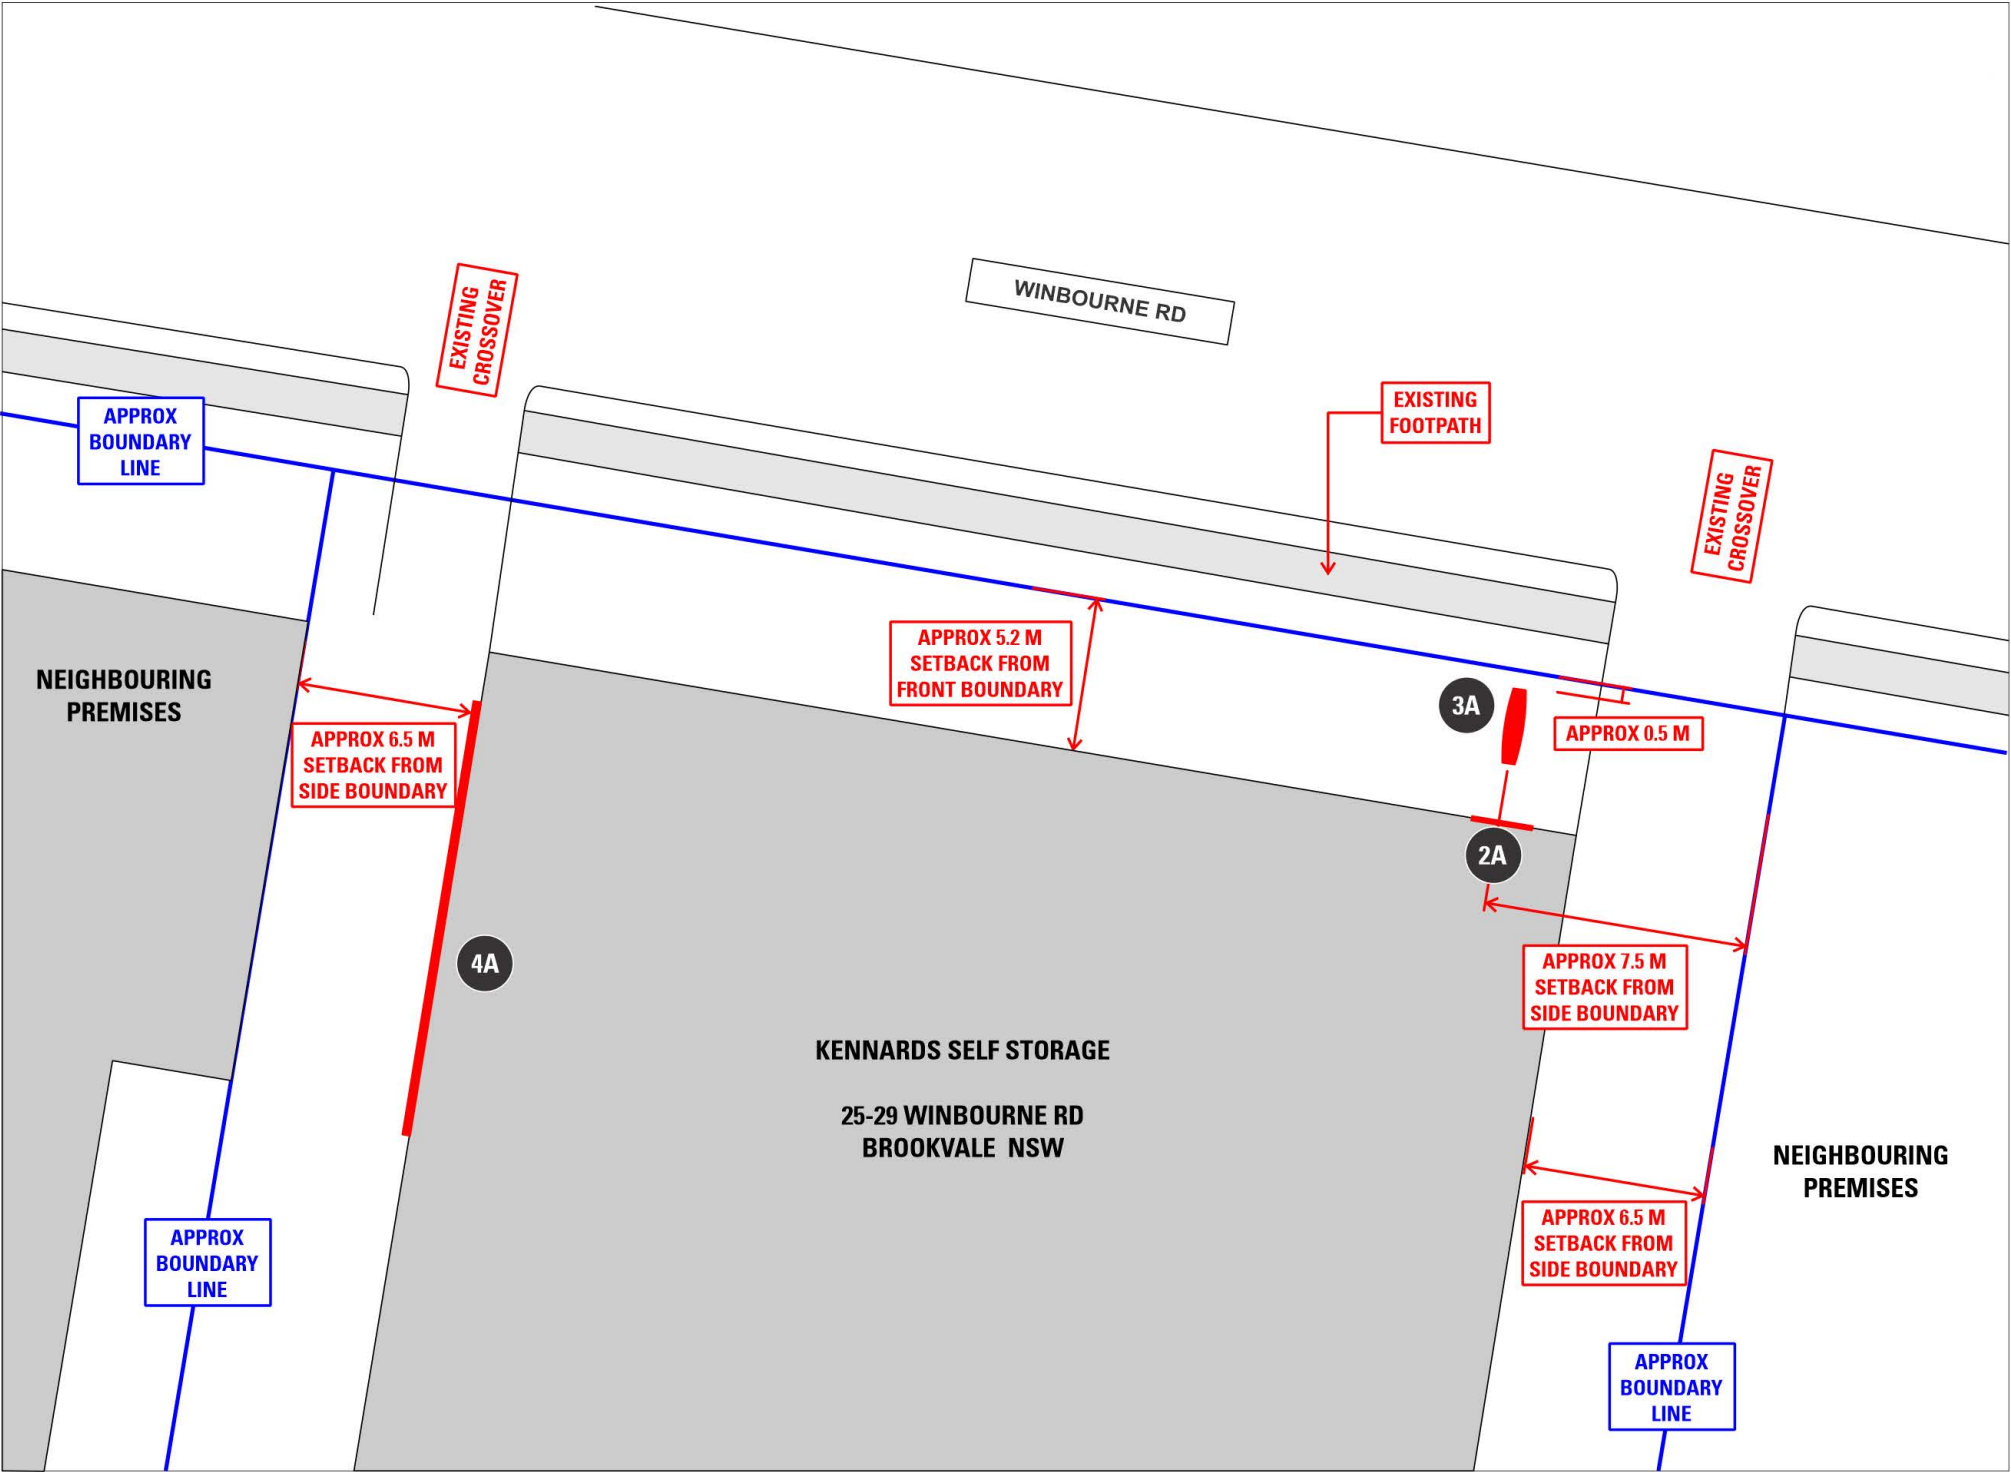 WINBOURNE RD
EXISTING
CROSSOVER
EXISTING
FOOTPATH
APPROX
BOUNDARY
LINE
EXISTING
CROSSOVER
NEIGHBOURING
PREMISES
APPROX 5.2 M
SETBACK FROM
FRONT BOUNDARY
3A
APPROX 0.5 M
APPROX 6.5 M
SETBACK FROM
SIDE BOUNDARY
2A
4A
APPROX 7.5 M
SETBACK FROM
SIDE BOUNDARY
KENNARDS SELF STORAGE
25-29 WINBOURNE RD
BROOKVALE NSW
NEIGHBOURING
PREMISES
APPROX
BOUNDARY
LINE
APPROX 6.5 M
SETBACK FROM
SIDE BOUNDARY
APPROX
BOUNDARY
LINE